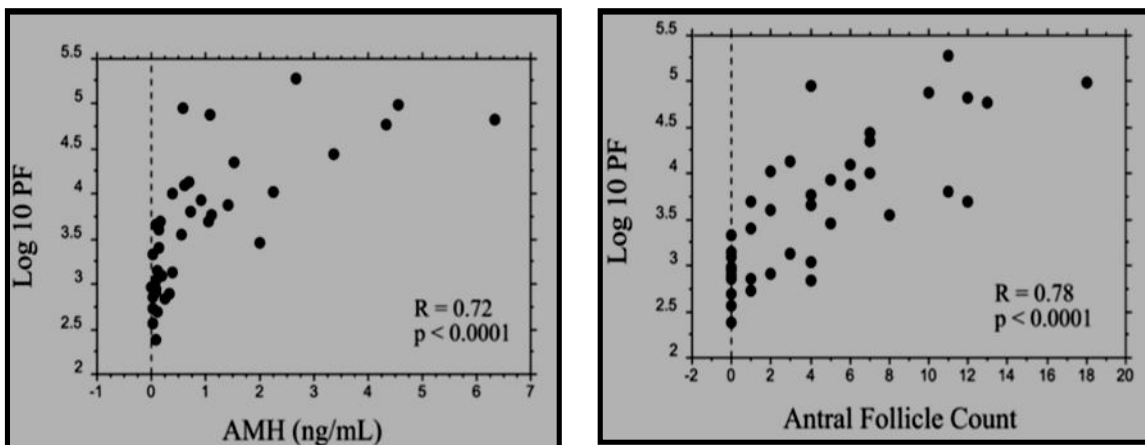 5.5
5
4.5
4
3.5
3
2.5
2
Log 10 PF
R = 0.72
p < 0.0001
-1 0 1 2 3 4 5 6 7
AMH (ng/mL)
5.5
5
4.5
4
3.5
3
2.5
2
Log 10 PF
R = 0.78
p < 0.0001
-2 0 2 4 6 8 10 12 14 16 18 20
Antral Follicle Count